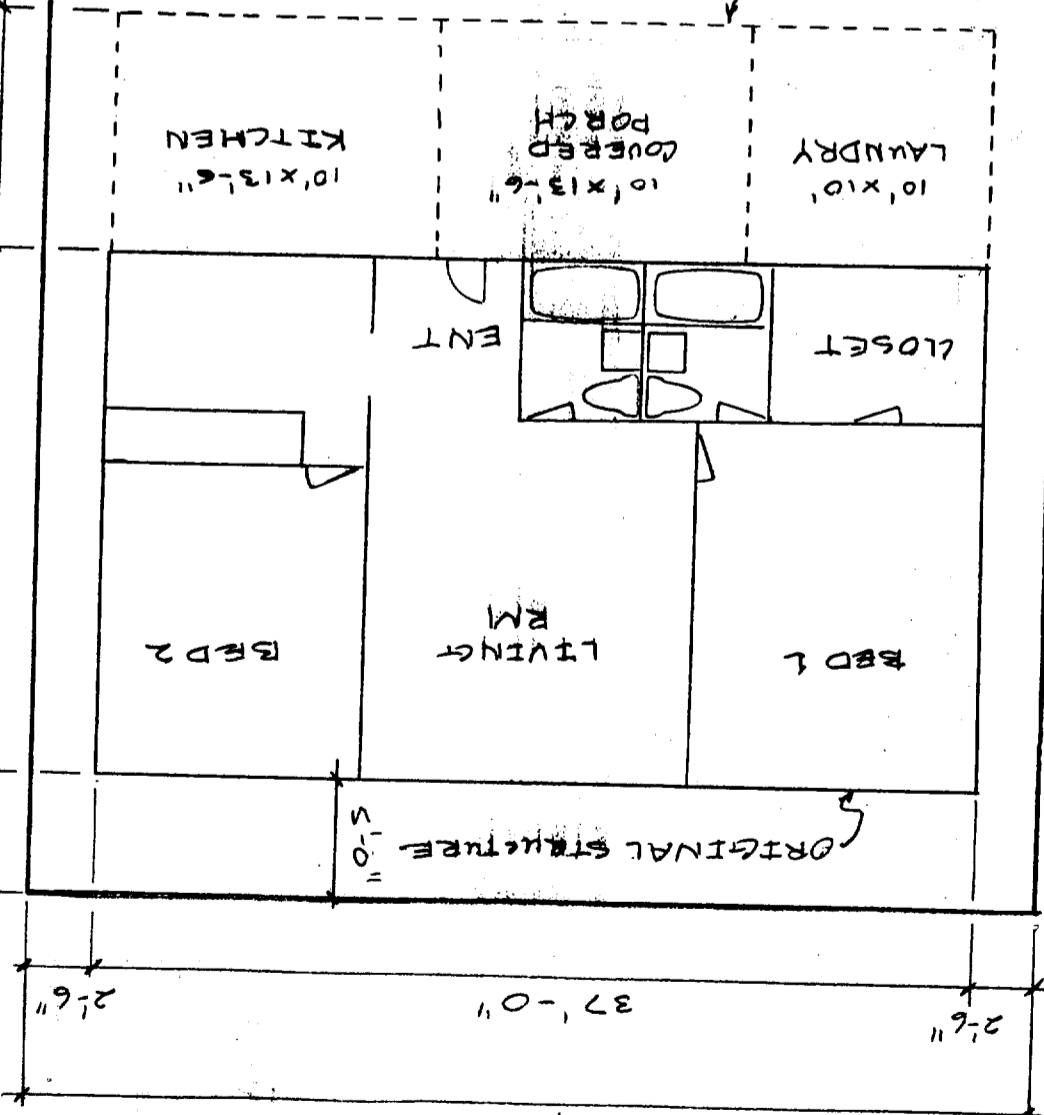 2'-6"
37'-0"
2'-6"
ORIGINAL STRUCTURE
5'-0"
BED 1
LIVING
RM
BED 2
CLOSET
ENT
10'x10'
LAUNDRY
10'x13'-6"
COVERED
PORCH
10'x13'-6"
KITCHEN